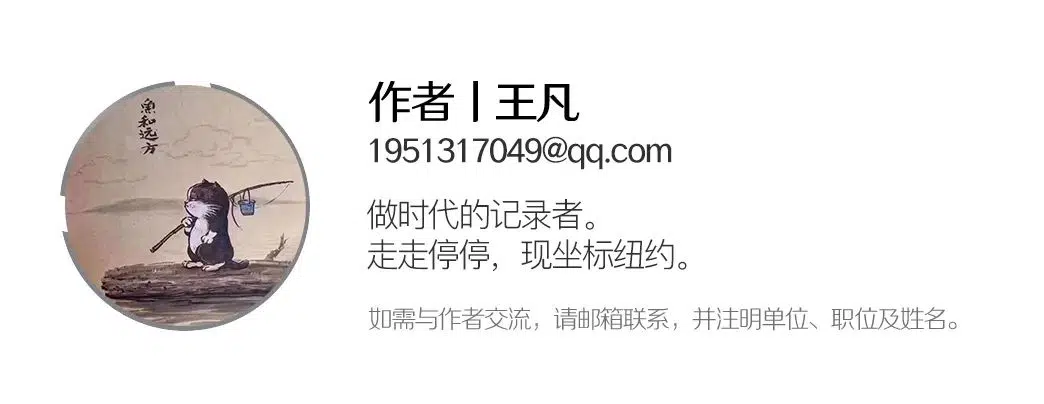 魚和远方
作者 | 王凡
1951317049@qq.com
做时代的记录者。
走走停停，现坐标纽约。
如需与作者交流，请邮箱联系，并注明单位、职位及姓名。